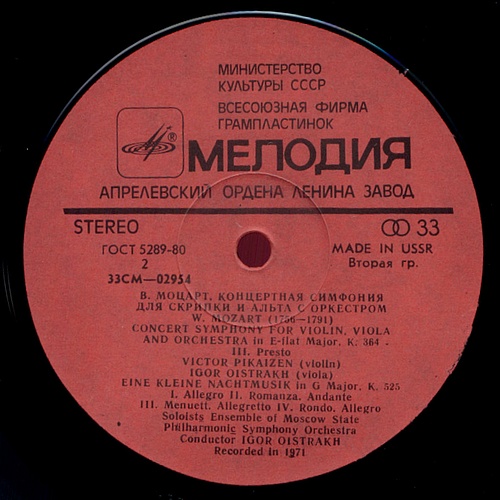 МИНИСТЕРСТВО
КУЛЬТУРЫ СССР
ВСЕСОЮЗНАЯ ФИРМА
ГРАМПЛАСТИНОК
® МЕЛОДИЯ
АПРЕЛЕВСКИЙ ОРДЕНА ЛЕНИНА ЗАВОД
STEREO 33
ГОСТ 5289-80 MADE IN USSR
2 Вторая гр.
33СМ—02954
В. МОЦАРТ, КОНЦЕРТНАЯ СИМФОНИЯ
ДЛЯ СКРИПКИ И АЛЬТА С ОРКЕСТРОМ
W. MOZART (1756—1791)
CONCERT SYMPHONY FOR VIOLIN, VIOLA
AND ORCHESTRA in E-flat Major, K. 364 -
III. Presto
VICTOR PIKAIZEN (violin)
IGOR OISTRAKH (viola)
EINE KLEINE NACHTMUSIK in G Major, K. 525
I. Allegro II. Romanza. Andante
III. Menuett. Allegretto IV. Rondo. Allegro
Soloists Ensemble of Moscow State
Philharmonic Symphony Orchestra
Conductor IGOR OISTRAKH
Recorded in 1971